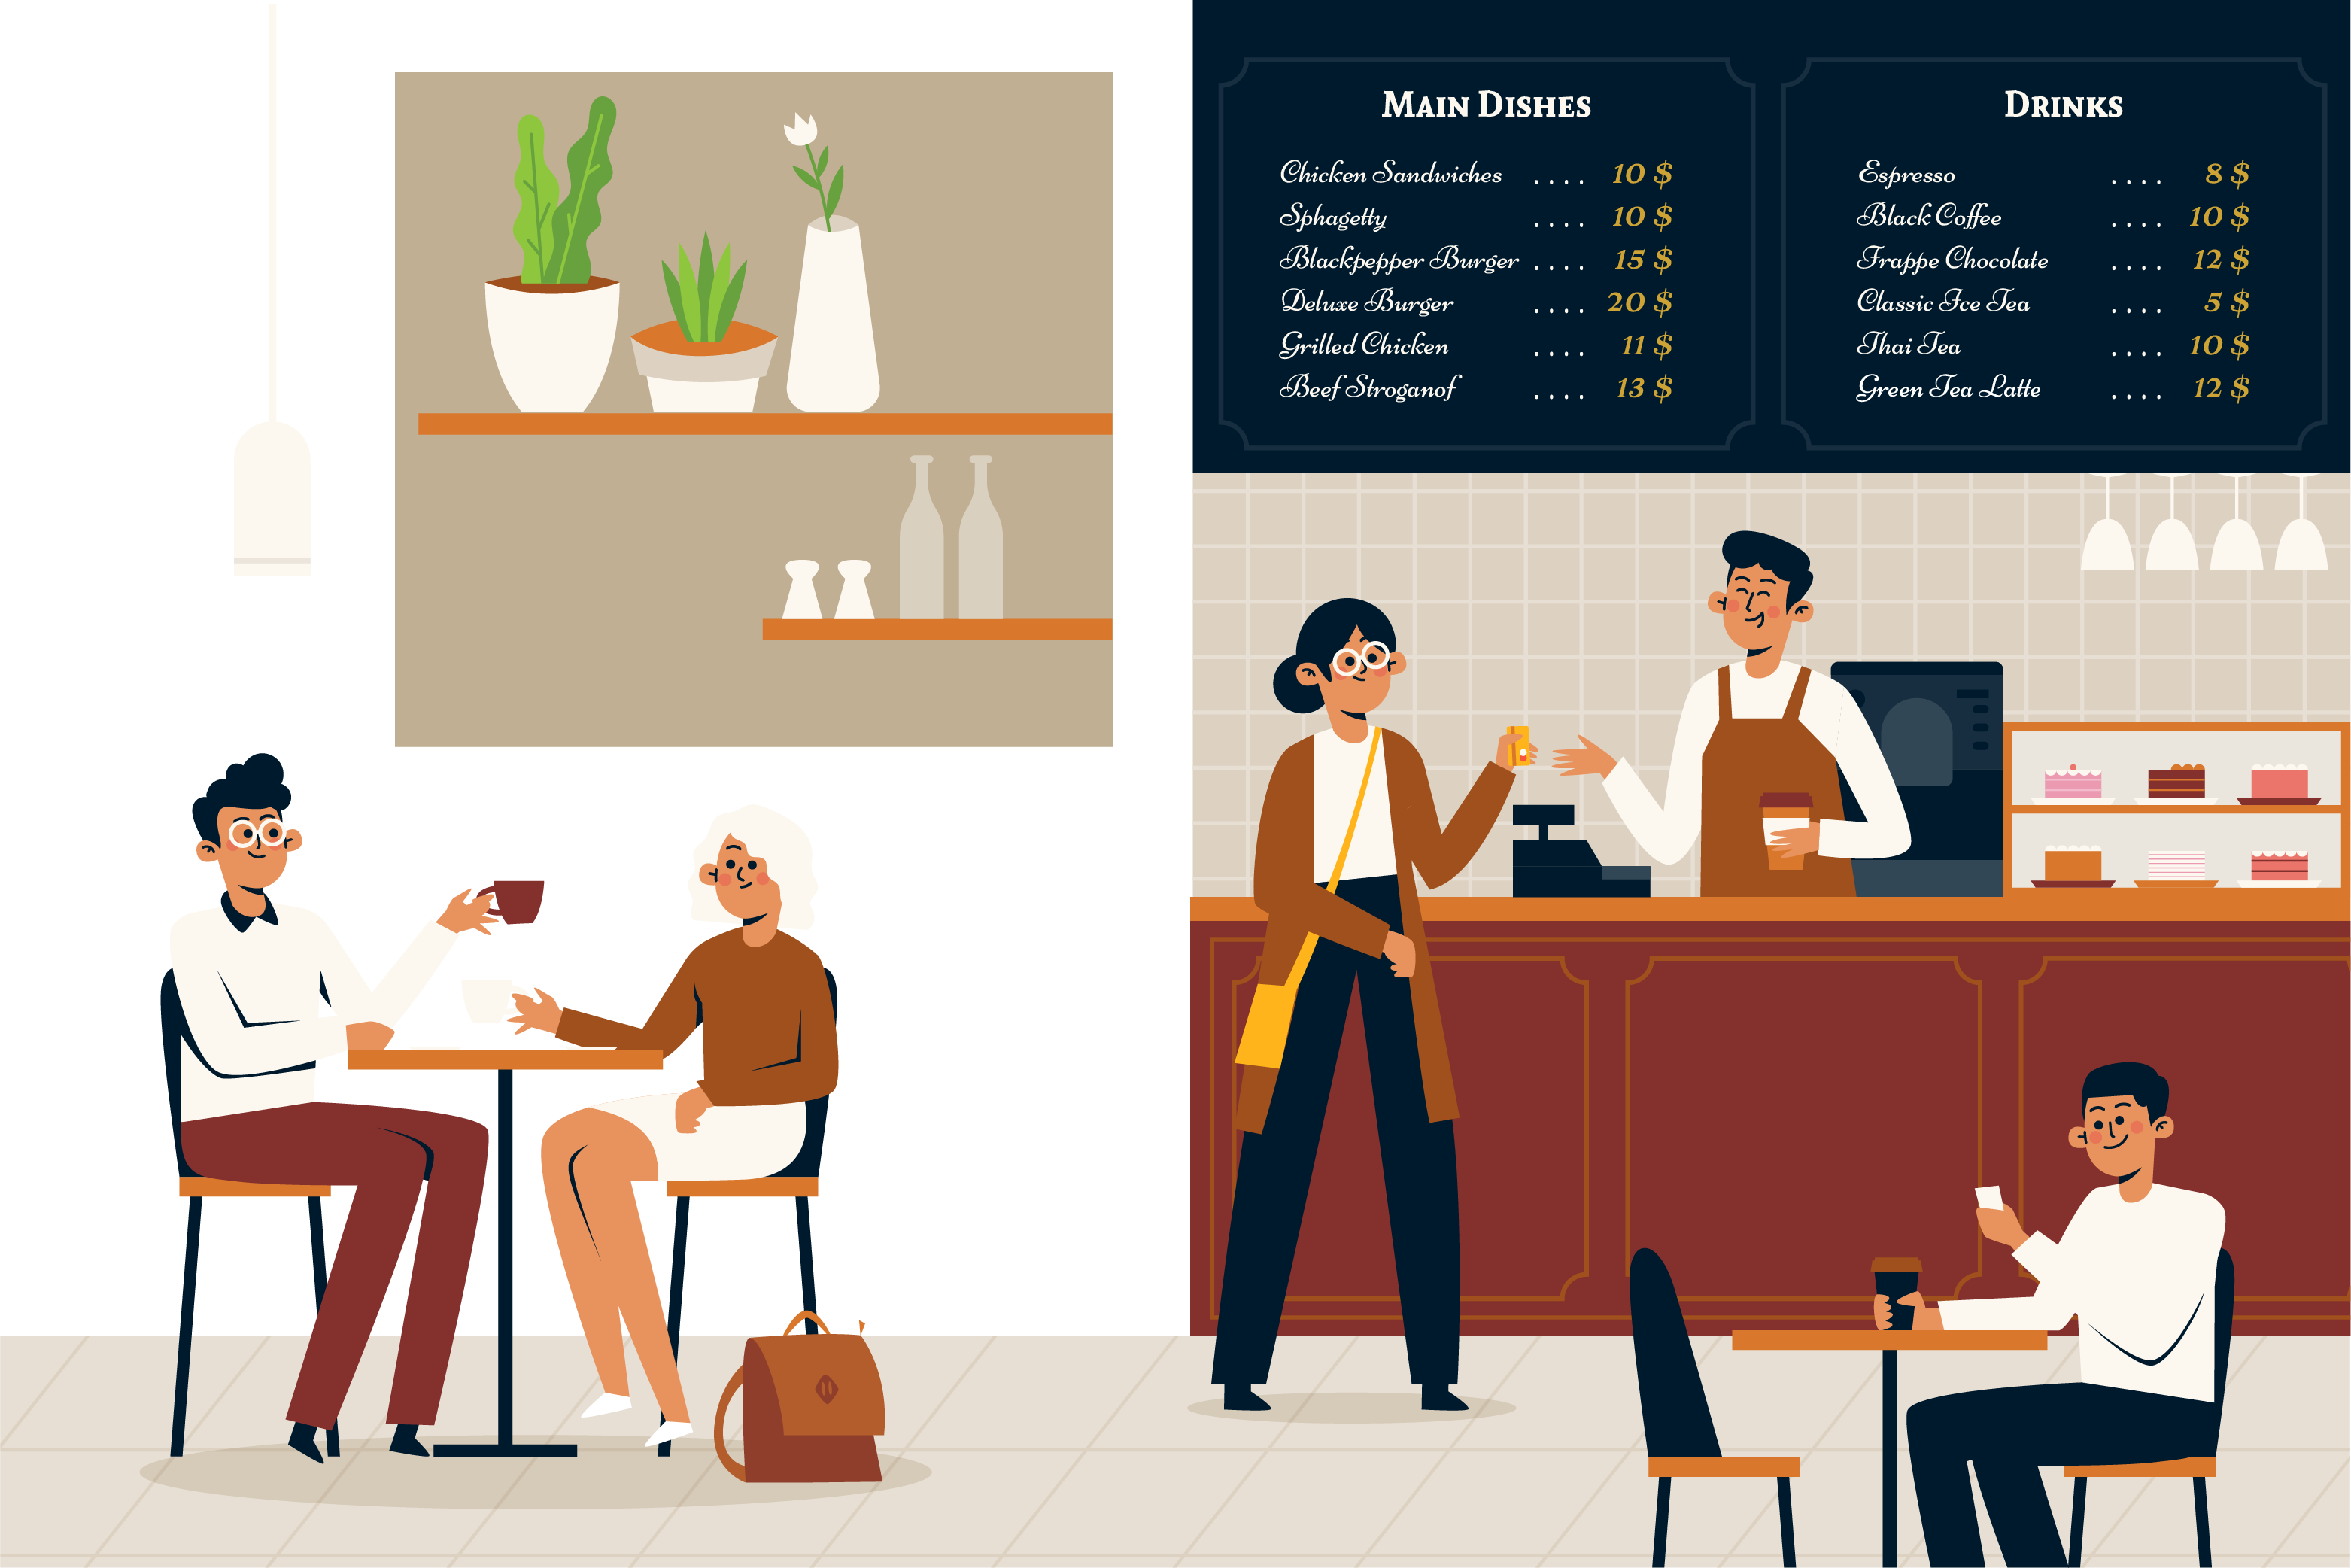 Main Dishes
Chicken Sandwiches .... 10 $
Sphagetty .... 10 $
Blackpepper Burger .... 15 $
Deluxe Burger .... 20 $
Grilled Chicken .... 11 $
Beef Stroganof .... 13 $
Drinks
Espresso .... 8 $
Black Coffee .... 10 $
Frappe Chocolate .... 12 $
Classic Ice Tea .... 5 $
Thai Tea .... 10 $
Green Tea Latte .... 12 $